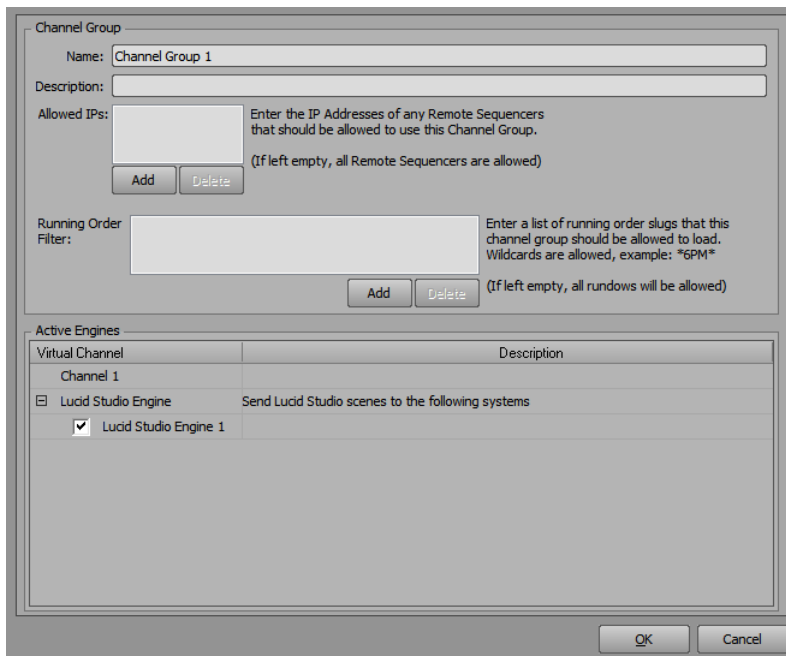 Channel Group
Name: Channel Group 1
Description:
Allowed IPs:
Enter the IP Addresses of any Remote Sequencers
that should be allowed to use this Channel Group.
(If left empty, all Remote Sequencers are allowed)
Add Delete
Running Order
Filter:
Enter a list of running order slugs that this
channel group should be allowed to load.
Wildcards are allowed, example: *6PM*
(If left empty, all rundows will be allowed)
Add Delete
Active Engines
Virtual Channel Description
Channel 1
Lucid Studio Engine Send Lucid Studio scenes to the following systems
Lucid Studio Engine 1
OK Cancel